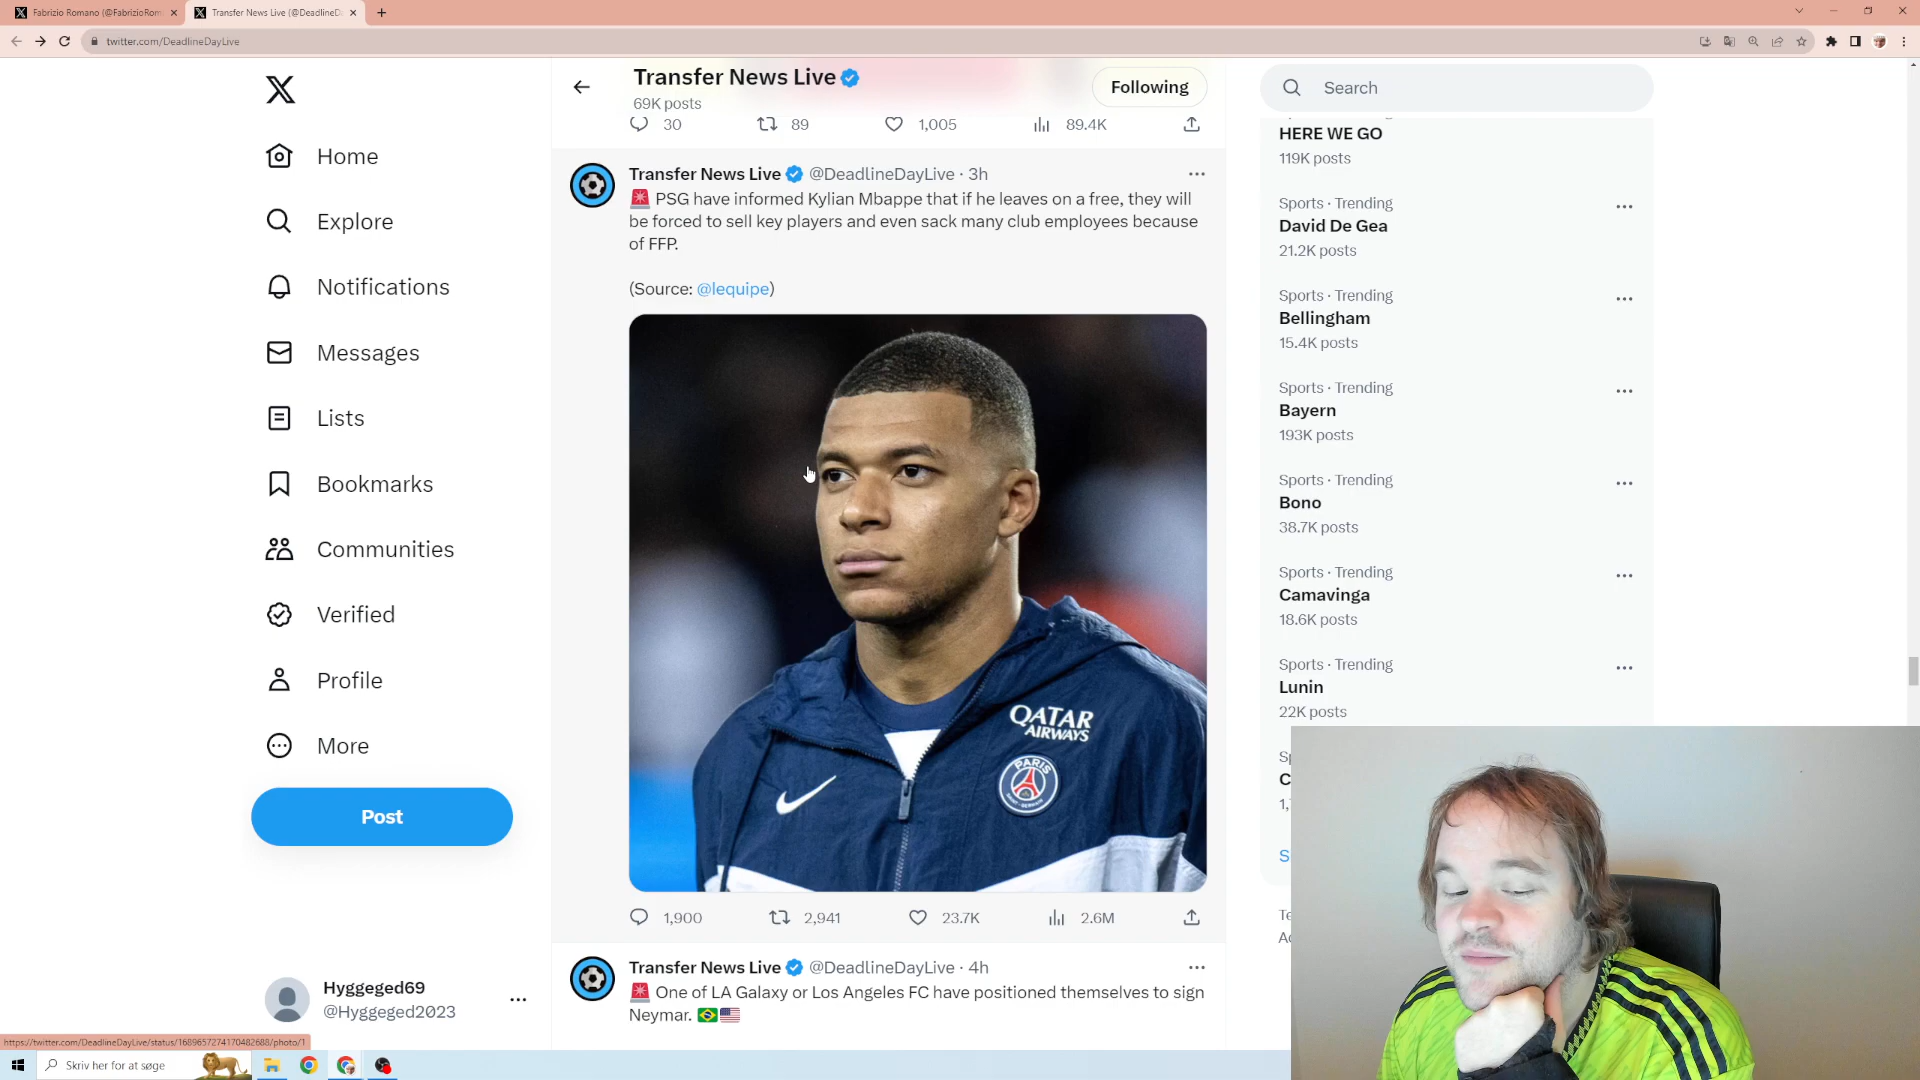 Fabrizio Romano (@FabrizioRom
Transfer News Live (@DeadlineDa
twitter.com/DeadlineDayLive
X
Home
Explore
Notifications
Messages
Lists
Bookmarks
Communities
Verified
Profile
More
Post
Hyggeged69
@Hyggeged2023
Transfer News Live
69K posts
Following
30 89 1,005 89.4K
Transfer News Live @DeadlineDayLive · 3h
🚨 PSG have informed Kylian Mbappe that if he leaves on a free, they will
be forced to sell key players and even sack many club employees because
of FFP.
(Source: @lequipe)
QATAR
AIRWAYS
PARIS
SAINT-GERMAIN
1,900 2,941 23.7K 2.6M
Transfer News Live @DeadlineDayLive · 4h
🚨 One of LA Galaxy or Los Angeles FC have positioned themselves to sign
Neymar. 🇧🇷🇺🇸
Search
HERE WE GO
119K posts
Sports · Trending
David De Gea
21.2K posts
Sports · Trending
Bellingham
15.4K posts
Sports · Trending
Bayern
193K posts
Sports · Trending
Bono
38.7K posts
Sports · Trending
Camavinga
18.6K posts
Sports · Trending
Lunin
22K posts
https://twitter.com/DeadlineDayLive/status/1689657274170482688/photo/1
Skriv her for at søge